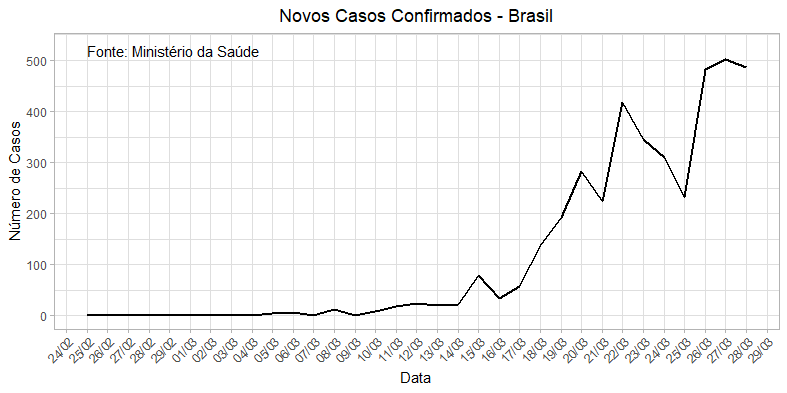 Novos Casos Confirmados - Brasil
Fonte: Ministério da Saúde
500
400
300
200
100
0
Número de Casos
24/02 25/02 26/02 27/02 28/02 29/02 01/03 02/03 03/03 04/03 05/03 06/03 07/03 08/03 09/03 10/03 11/03 12/03 13/03 14/03 15/03 16/03 17/03 18/03 19/03 20/03 21/03 22/03 23/03 24/03 25/03 26/03 27/03 28/03 29/03
Data